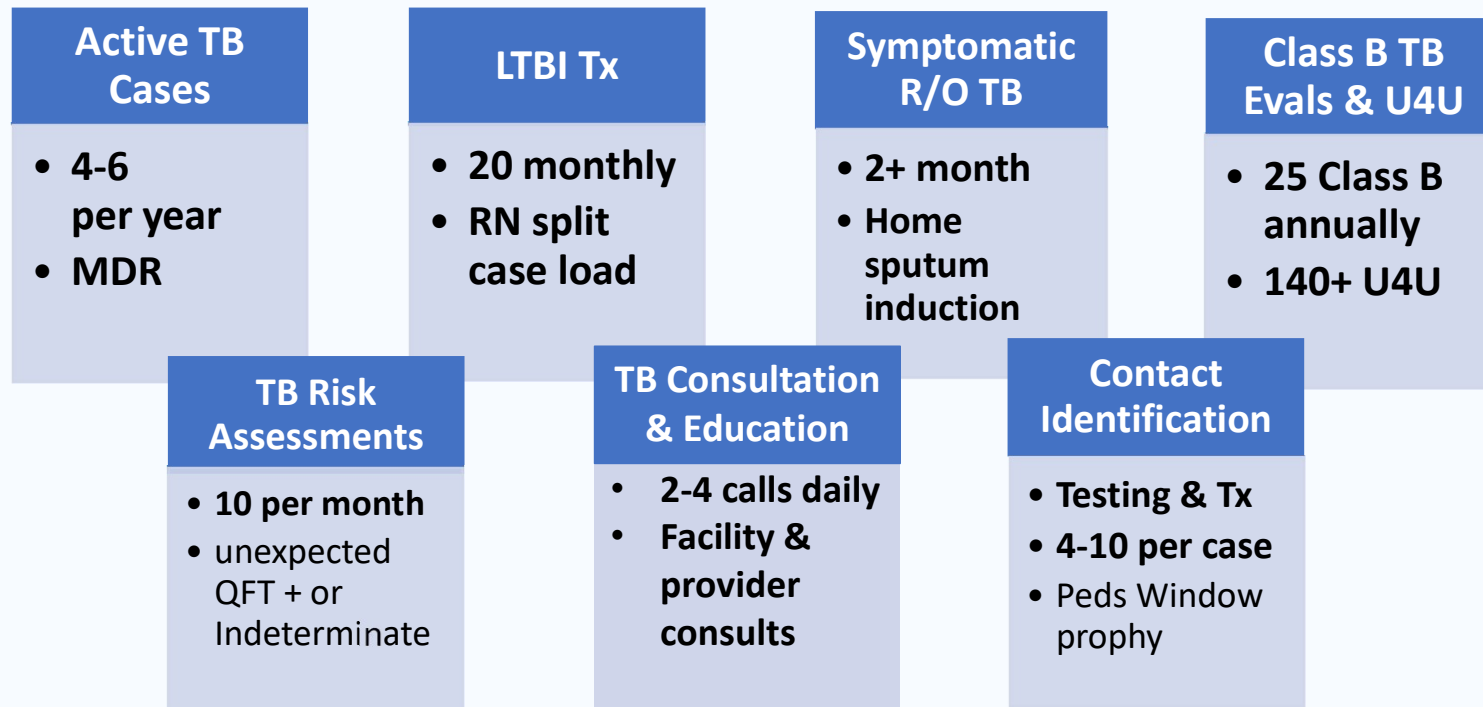 Active TB
Cases
• 4-6
per year
• MDR
LTBI Tx
• 20 monthly
• RN split
case load
Symptomatic
R/O TB
• 2+ month
• Home
sputum
induction
Class B TB
Evals & U4U
• 25 Class B
annually
• 140+ U4U
TB Risk
Assessments
• 10 per month
• unexpected
QFT + or
Indeterminate
TB Consultation
& Education
• 2-4 calls daily
• Facility &
provider
consults
Contact
Identification
• Testing & Tx
• 4-10 per case
• Peds Window
prophy